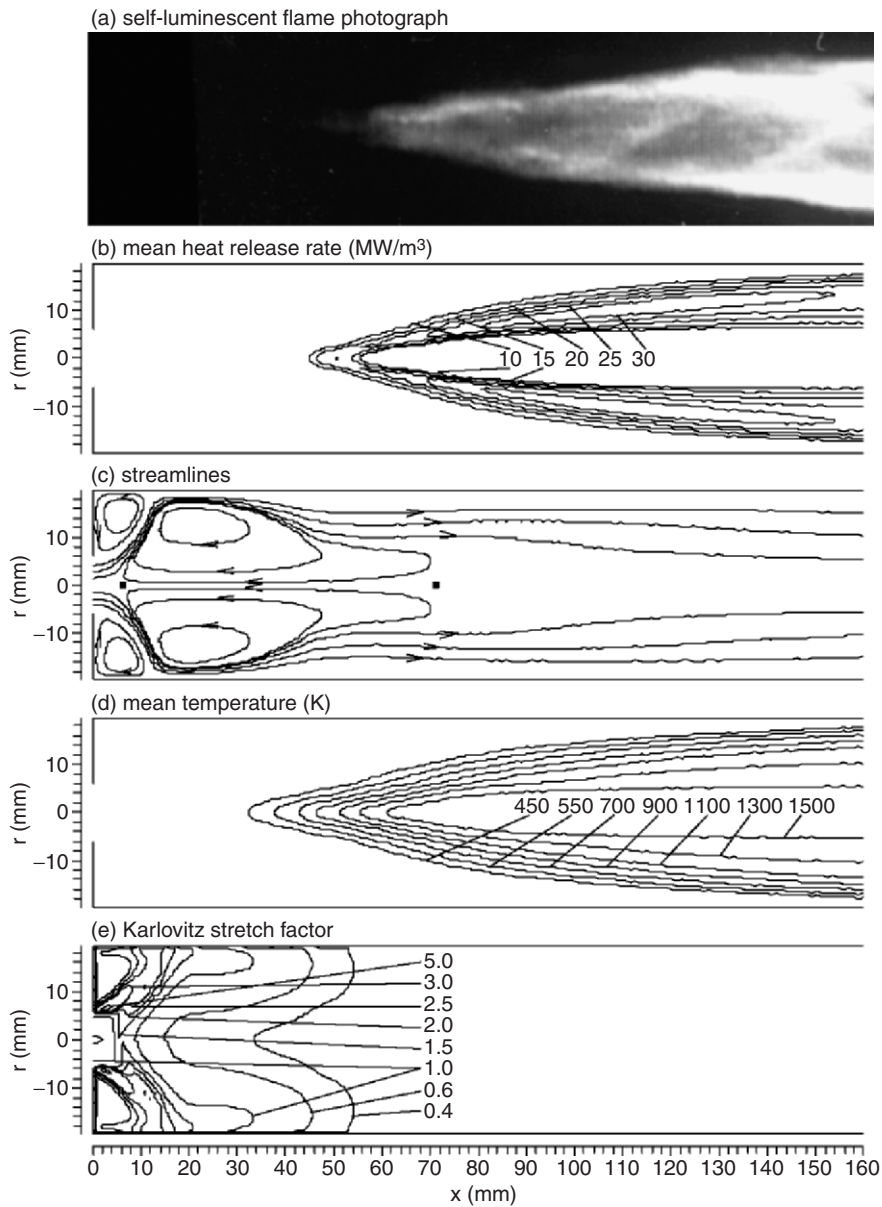 (a) self-luminescent flame photograph
(b) mean heat release rate (MW/m³)
10
0
−10
r (mm)
10 15 20 25 30
(c) streamlines
10
0
−10
r (mm)
(d) mean temperature (K)
10
0
−10
r (mm)
450 550 700 900 1100 1300 1500
(e) Karlovitz stretch factor
10
0
−10
r (mm)
5.0
3.0
2.5
2.0
1.5
1.0
0.6
0.4
0 10 20 30 40 50 60 70 80 90 100 110 120 130 140 150 160
x (mm)